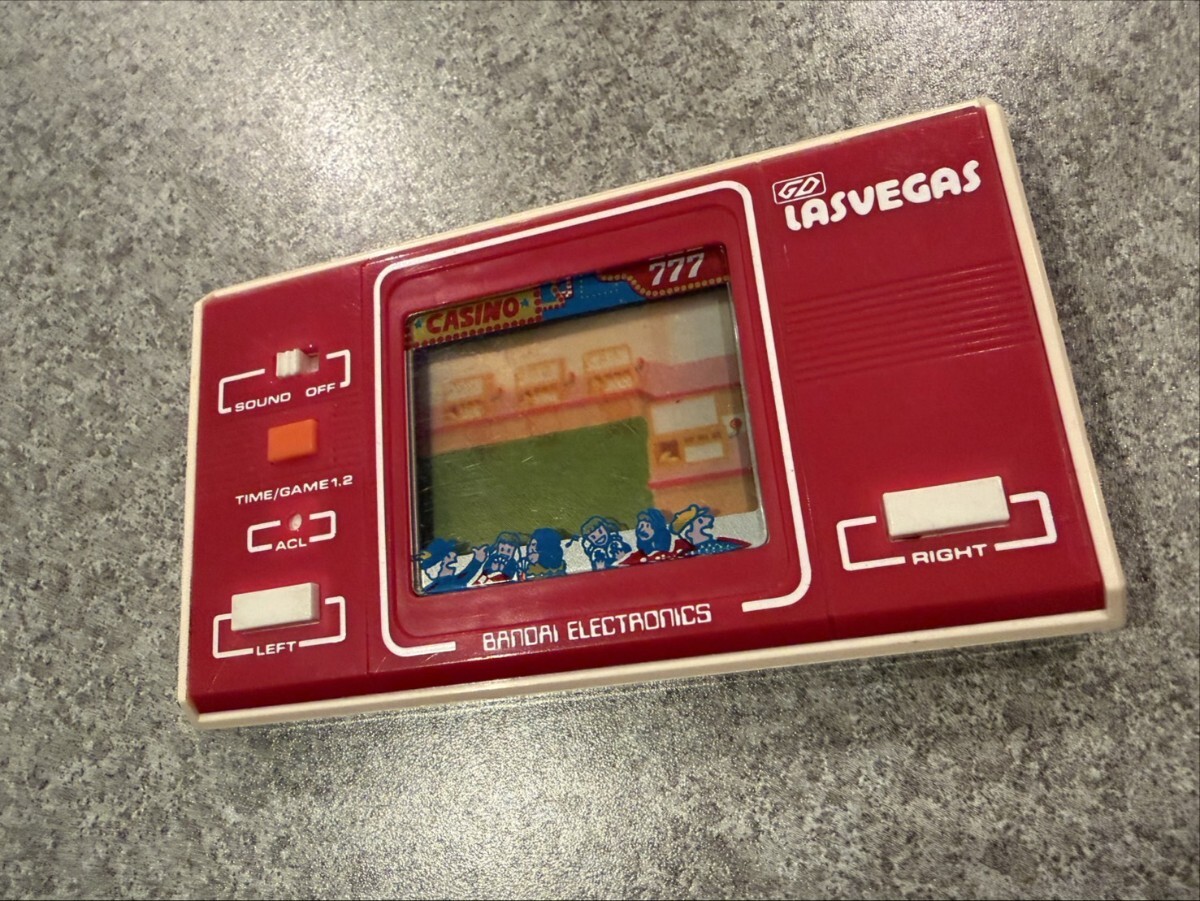 GD
LASVEGAS
CASINO
777
SOUND OFF
TIME/GAME1.2
ACL
LEFT
RIGHT
BANDAI ELECTRONICS